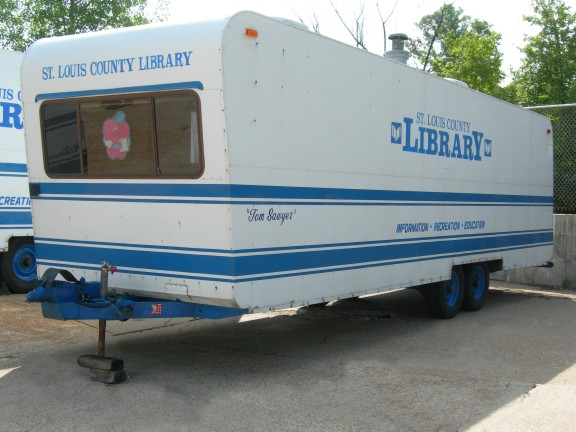 ST. LOUIS COUNTY LIBRARY
ST. LOUIS COUNTY
LIBRARY
"Tom Sawyer"
INFORMATION • RECREATION • EDUCATION